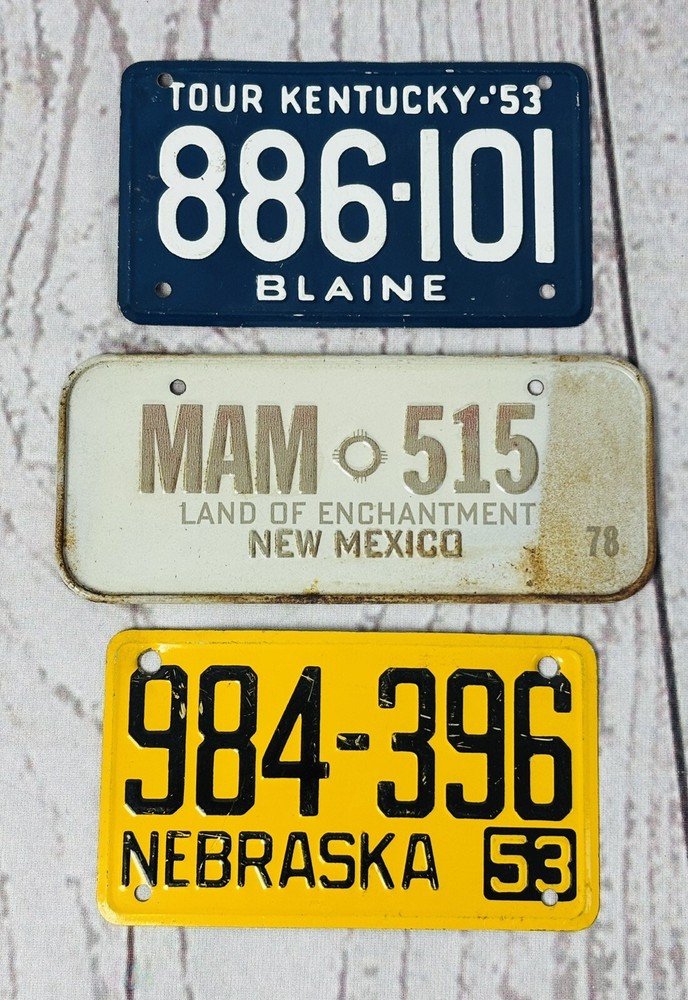 TOUR KENTUCKY-'53
886·101
BLAINE
MAM 515
LAND OF ENCHANTMENT
NEW MEXICO 78
984-396
NEBRASKA 53